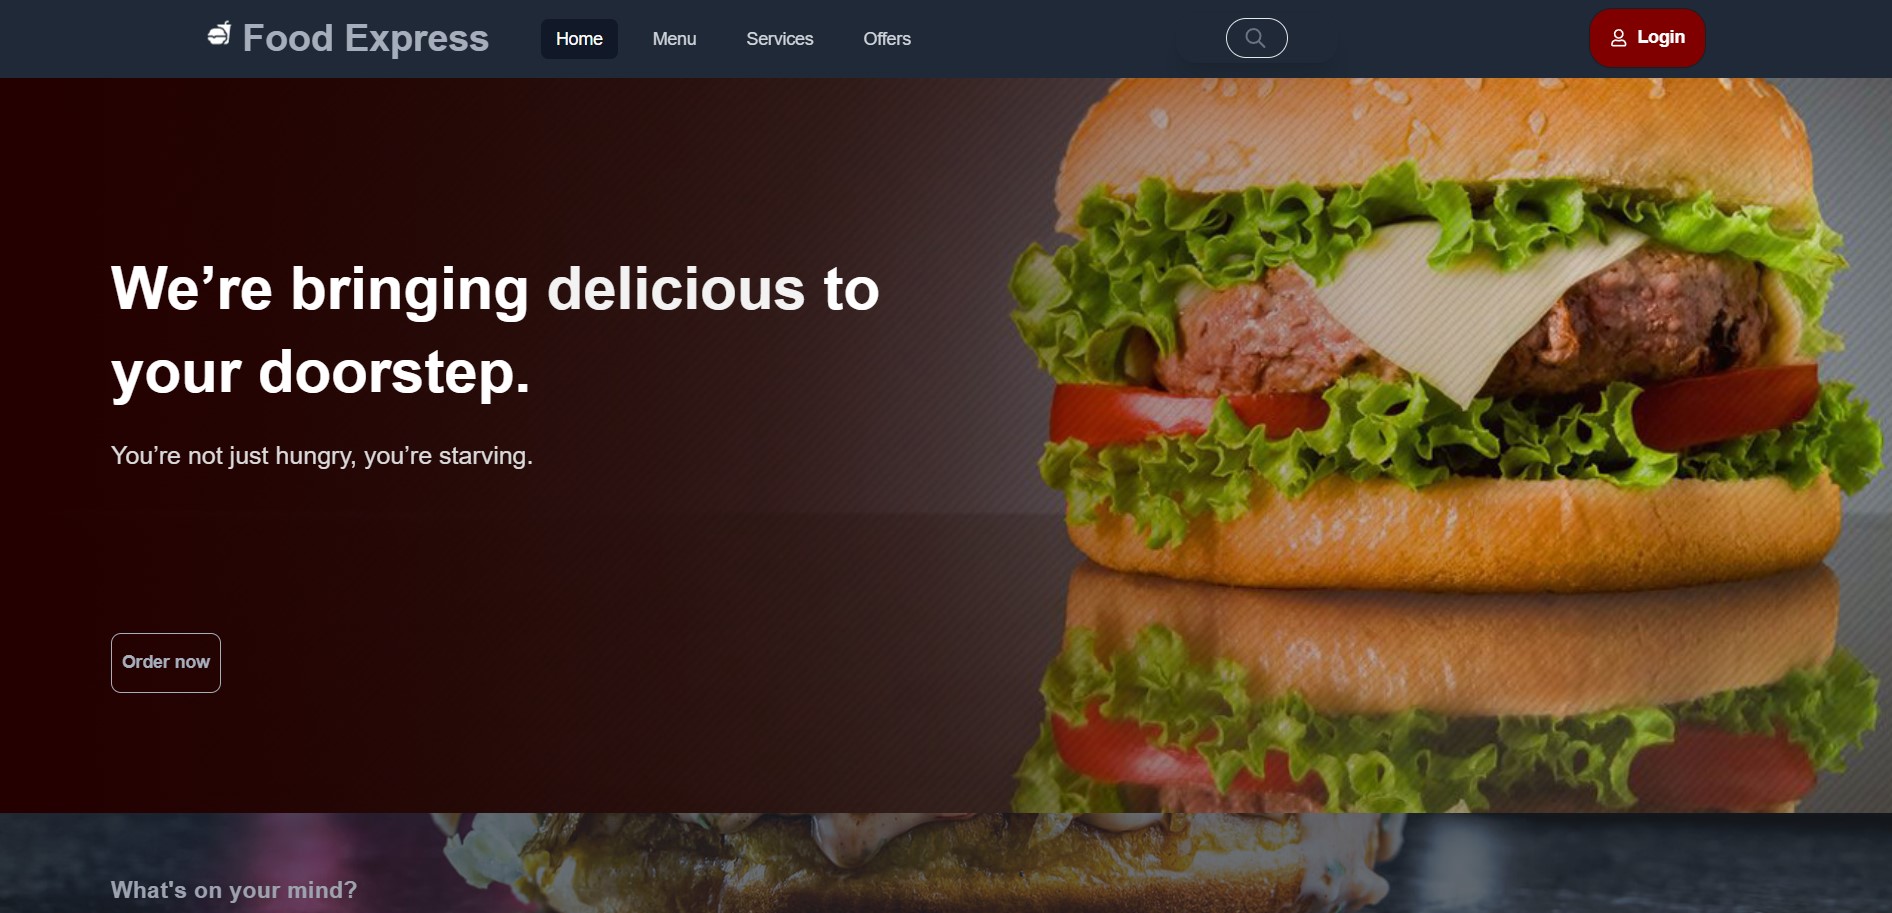 Food Express
Home
Menu
Services
Offers
Login
We’re bringing delicious to
your doorstep.
You’re not just hungry, you’re starving.
Order now
What's on your mind?